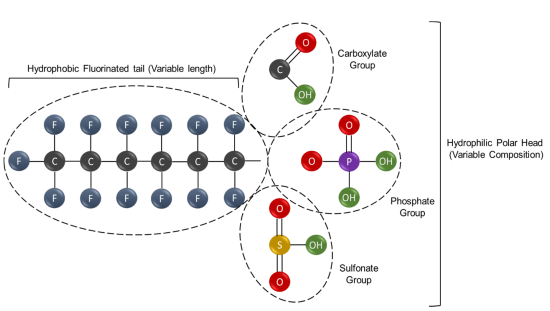 O
Carboxylate
Group
C
OH
Hydrophobic Fluorinated tail (Variable length)
F F F F F F
O
Hydrophilic Polar Head
(Variable Composition)
F C C C C C C
O P OH
F F F F F F
OH
Phosphate
Group
O
S OH
Sulfonate
Group
O